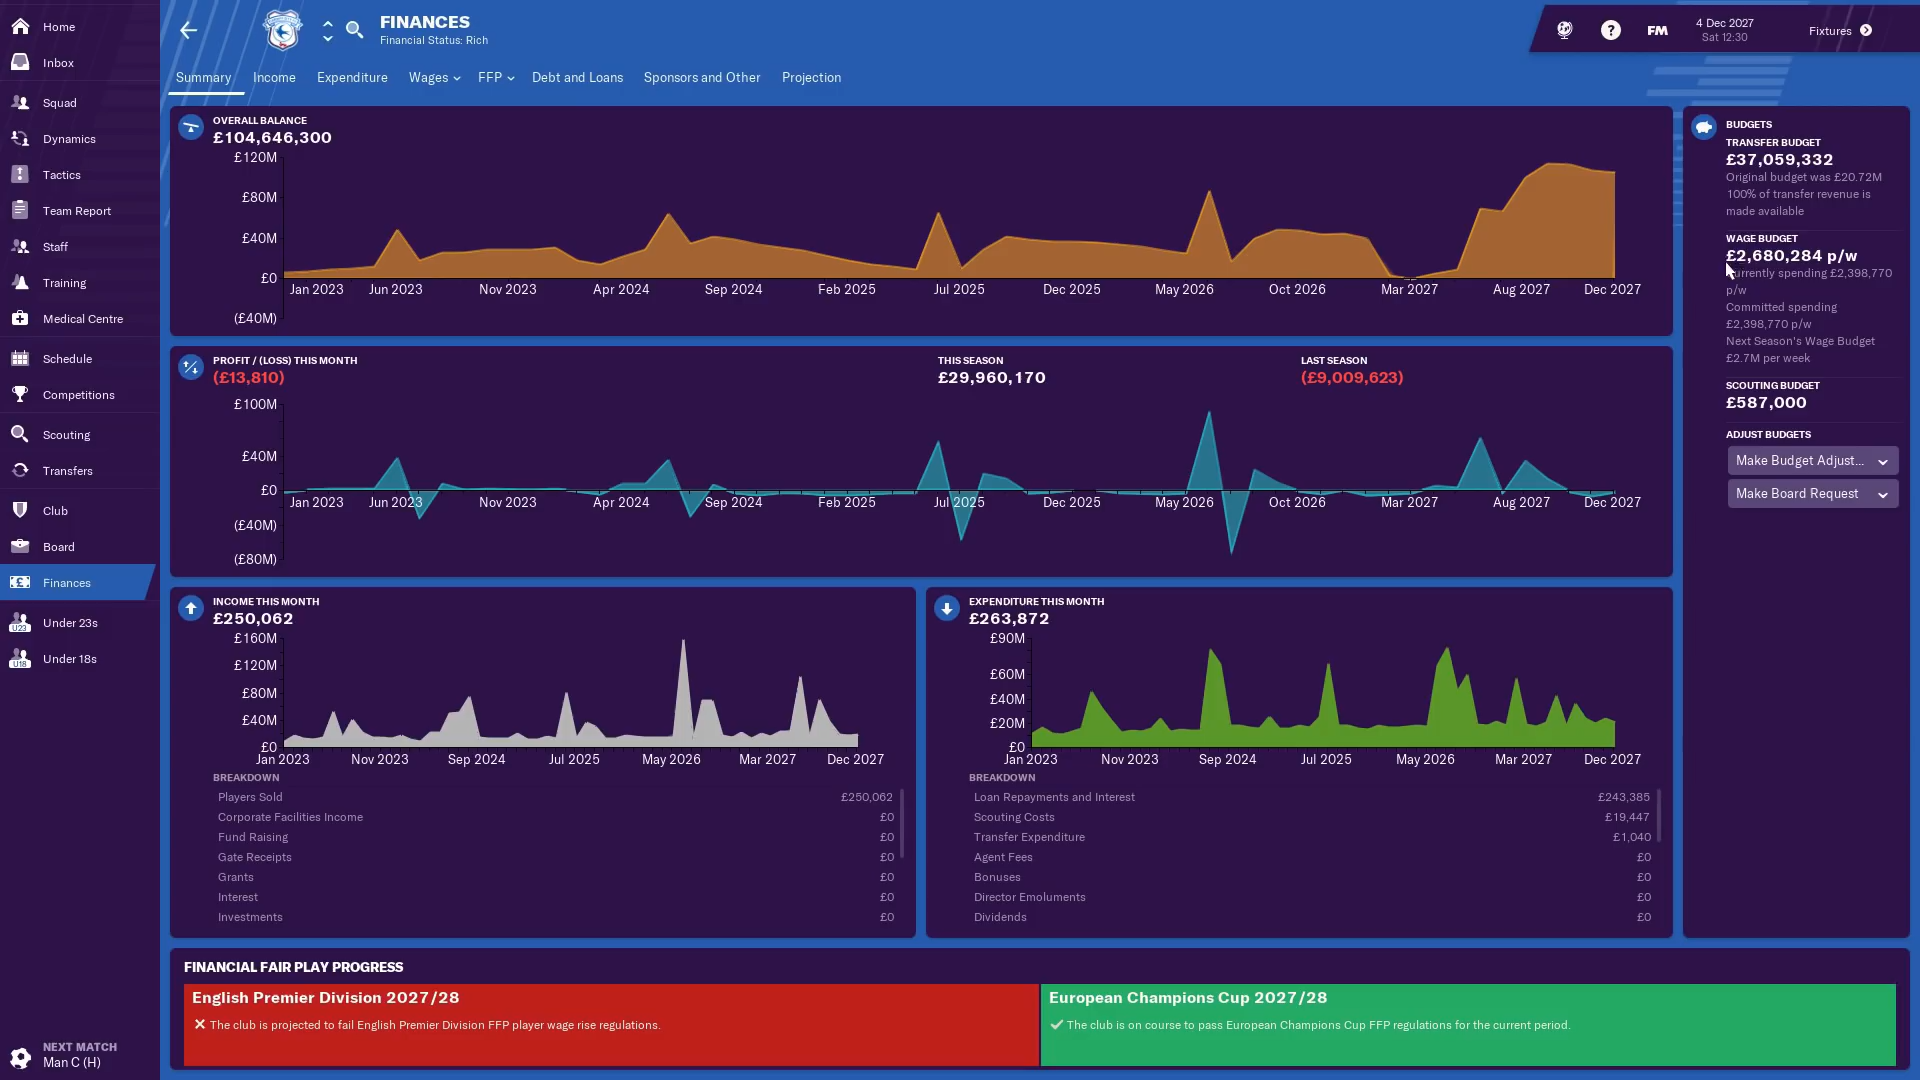 Home
Inbox
Squad
Dynamics
Tactics
Team Report
Staff
Training
Medical Centre
Schedule
Competitions
Scouting
Transfers
Club
Board
Finances
U23
Under 23s
U18
Under 18s
NEXT MATCH
Man C (H)
FINANCES
Financial Status: Rich
FM
4 Dec 2027
Sat 12:30
Fixtures
Summary Income Expenditure Wages FFP Debt and Loans Sponsors and Other Projection
OVERALL BALANCE
£104,646,300
£120M
£80M
£40M
£0
Jan 2023 Jun 2023 Nov 2023 Apr 2024 Sep 2024 Feb 2025 Jul 2025 Dec 2025 May 2026 Oct 2026 Mar 2027 Aug 2027 Dec 2027
(£40M)
PROFIT / (LOSS) THIS MONTH
(£13,810)
THIS SEASON
£29,960,170
LAST SEASON
(£9,009,623)
£100M
£40M
£0
Jan 2023 Jun 2023 Nov 2023 Apr 2024 Sep 2024 Feb 2025 Jul 2025 Dec 2025 May 2026 Oct 2026 Mar 2027 Aug 2027 Dec 2027
(£40M)
(£80M)
INCOME THIS MONTH
£250,062
£160M
£120M
£80M
£40M
£0
Jan 2023 Nov 2023 Sep 2024 Jul 2025 May 2026 Mar 2027 Dec 2027
BREAKDOWN
Players Sold £250,062
Corporate Facilities Income £0
Fund Raising £0
Gate Receipts £0
Grants £0
Interest £0
Investments £0
EXPENDITURE THIS MONTH
£263,872
£90M
£60M
£40M
£20M
£0
Jan 2023 Nov 2023 Sep 2024 Jul 2025 May 2026 Mar 2027 Dec 2027
BREAKDOWN
Loan Repayments and Interest £243,385
Scouting Costs £19,447
Transfer Expenditure £1,040
Agent Fees £0
Bonuses £0
Director Emoluments £0
Dividends £0
BUDGETS
TRANSFER BUDGET
£37,059,332
Original budget was £20.72M
100% of transfer revenue is
made available
WAGE BUDGET
£2,680,284 p/w
Currently spending £2,398,770
p/w
Committed spending
£2,398,770 p/w
Next Season's Wage Budget
£2.7M per week
SCOUTING BUDGET
£587,000
ADJUST BUDGETS
Make Budget Adjust...
Make Board Request
FINANCIAL FAIR PLAY PROGRESS
English Premier Division 2027/28
The club is projected to fail English Premier Division FFP player wage rise regulations.
European Champions Cup 2027/28
The club is on course to pass European Champions Cup FFP regulations for the current period.